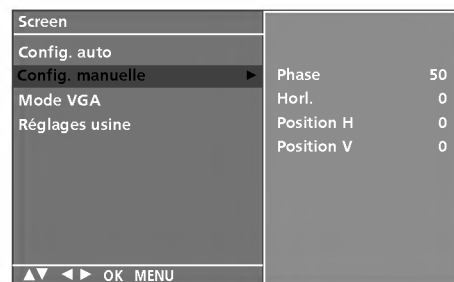 Screen
Config. auto
Config. manuelle ▶
Mode VGA
Réglages usine
Phase 50
Horl. 0
Position H 0
Position V 0
▲▼ ◀ ▶ OK MENU